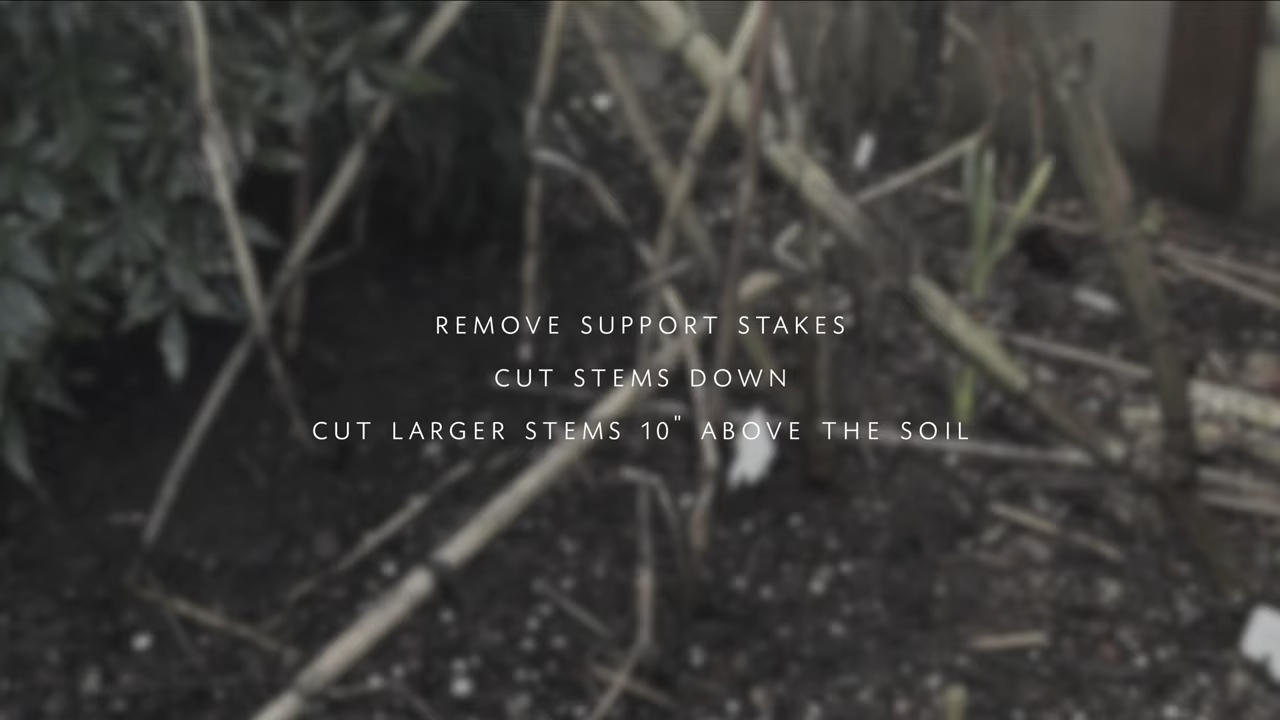 REMOVE SUPPORT STAKES
CUT STEMS DOWN
CUT LARGER STEMS 10" ABOVE THE SOIL